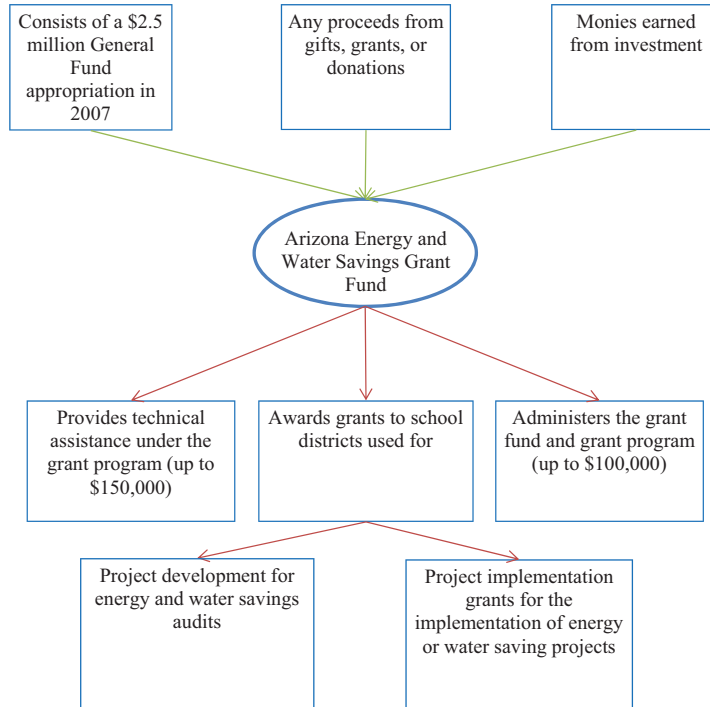 Consists of a $2.5
million General
Fund
appropriation in
2007
Any proceeds from
gifts, grants, or
donations
Monies earned
from investment
Arizona Energy and
Water Savings Grant
Fund
Provides technical
assistance under the
grant program (up to
$150,000)
Awards grants to school
districts used for
Administers the grant
fund and grant program
(up to $100,000)
Project development for
energy and water savings
audits
Project implementation
grants for the
implementation of energy
or water saving projects